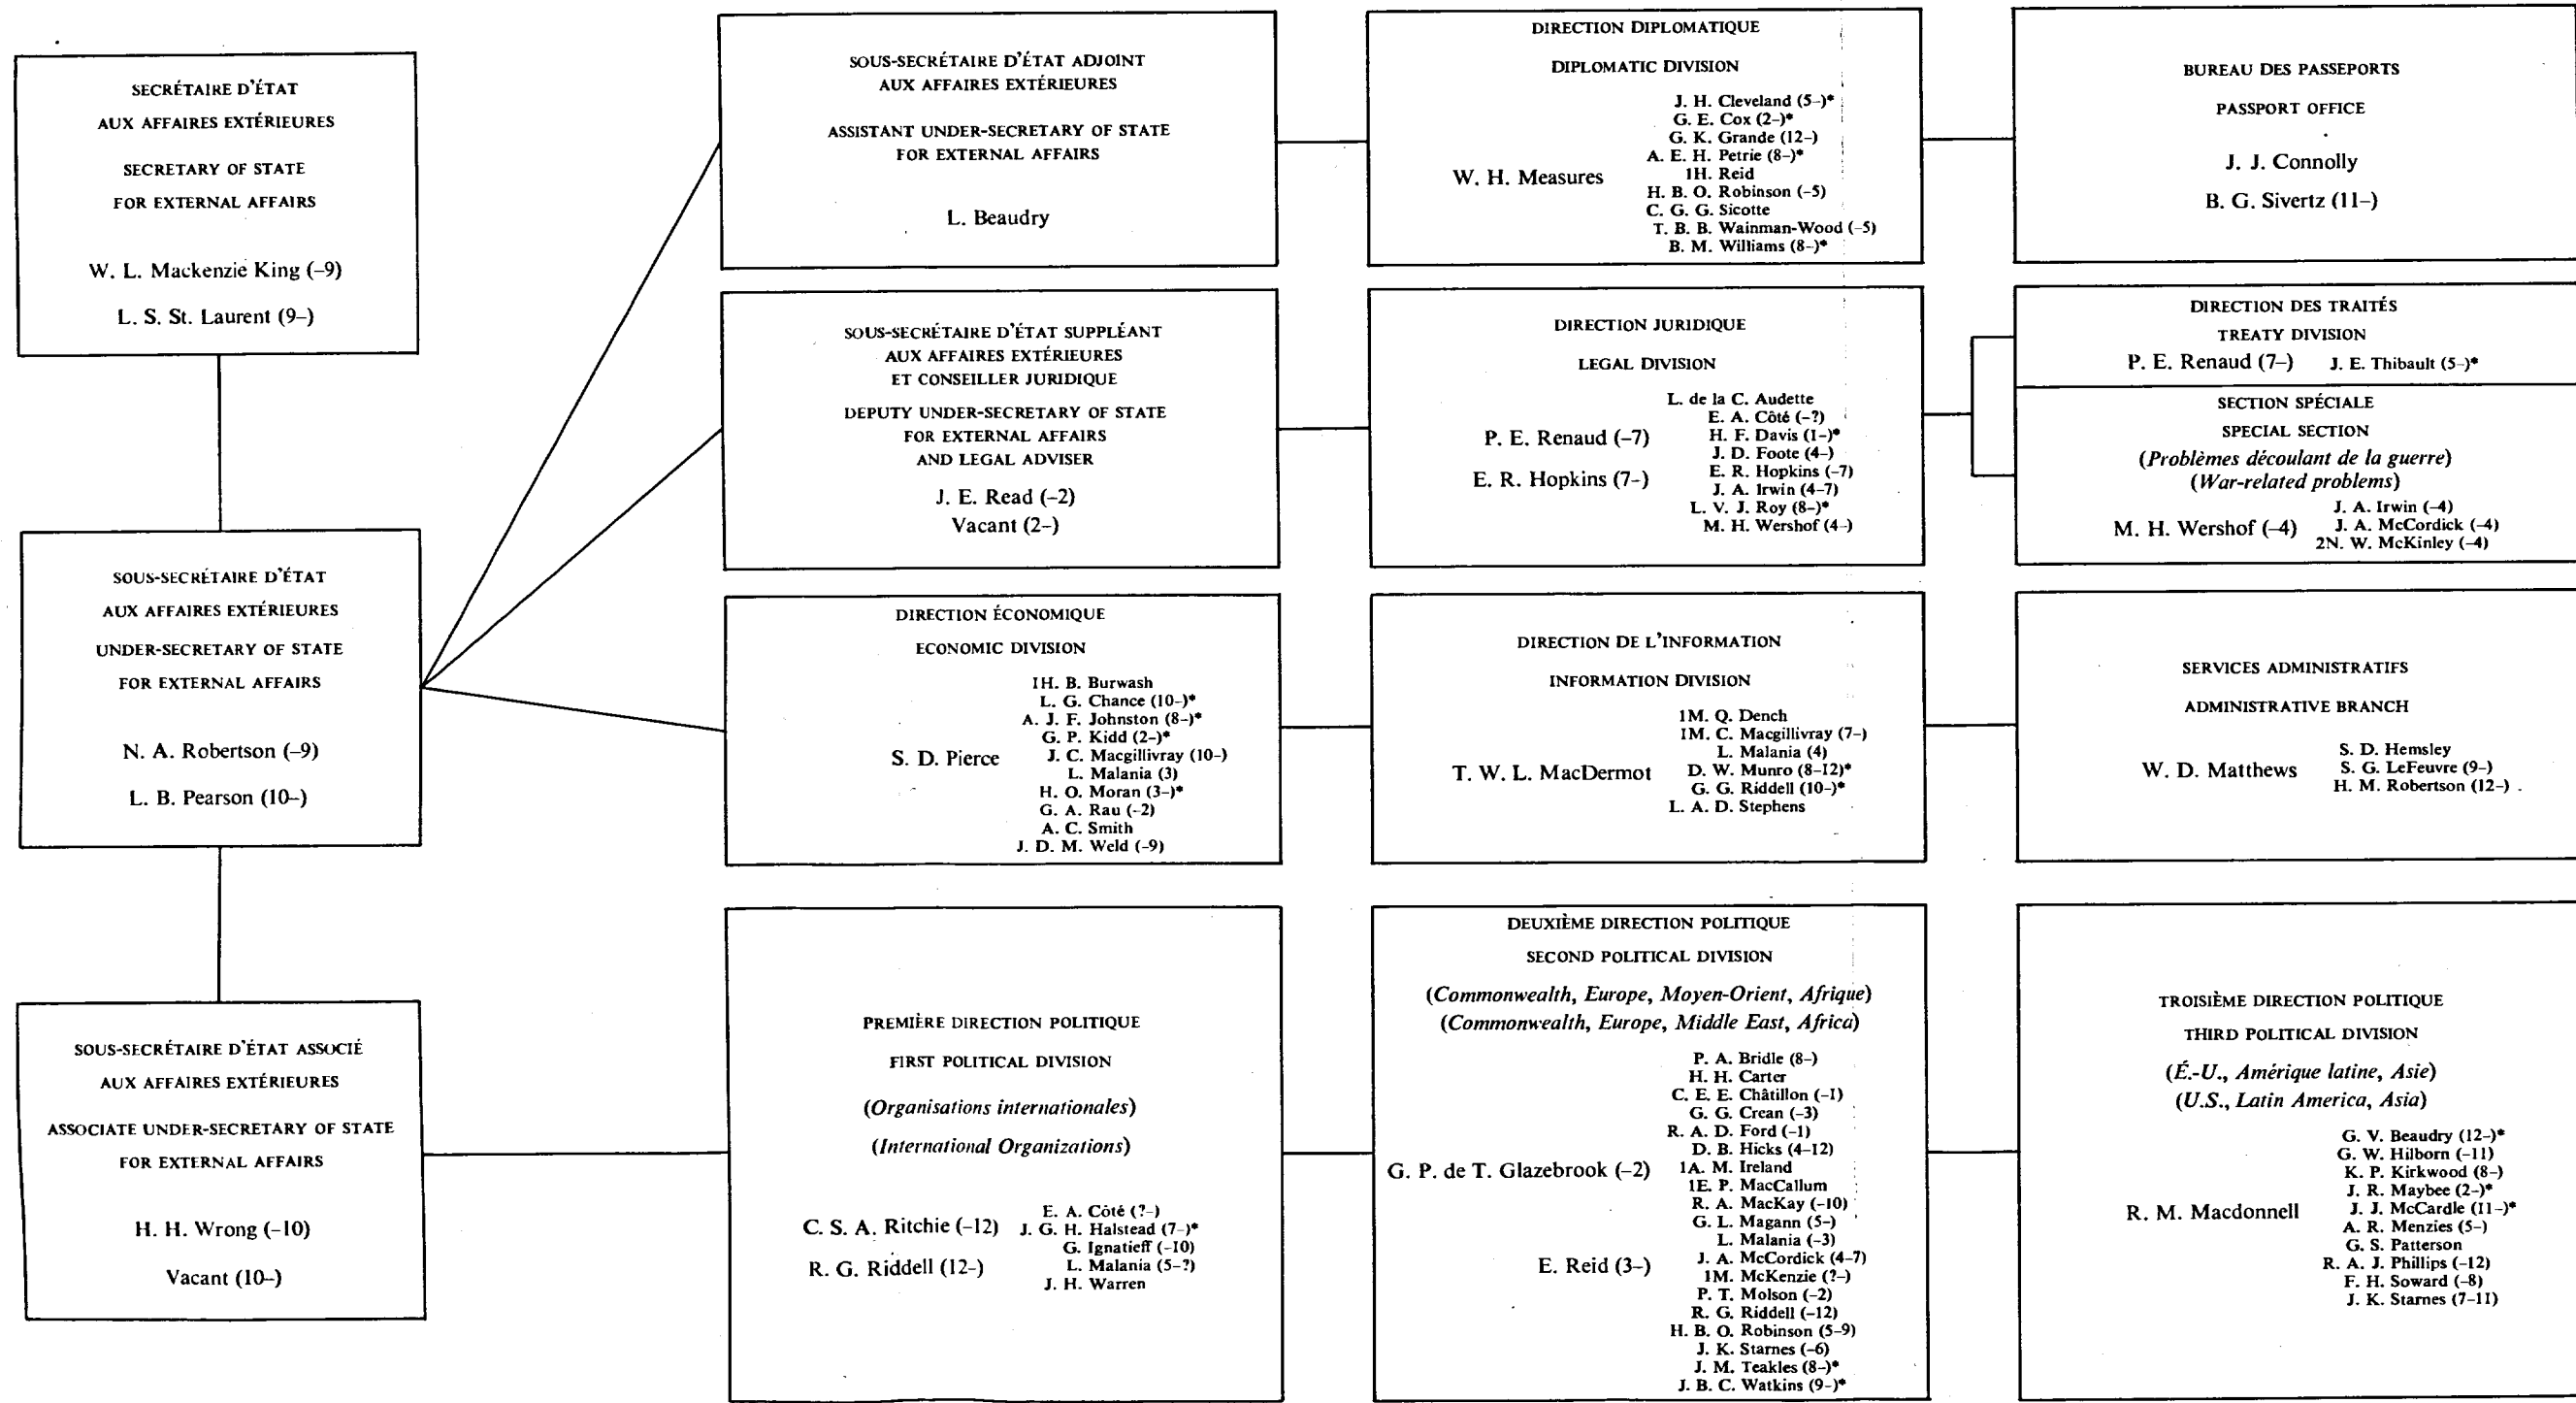 SECRÉTAIRE D'ÉTAT
AUX AFFAIRES EXTÉRIEURES
SECRETARY OF STATE
FOR EXTERNAL AFFAIRS
W. L. Mackenzie King (–9)
L. S. St. Laurent (9–)
SOUS-SECRÉTAIRE D'ÉTAT
AUX AFFAIRES EXTÉRIEURES
UNDER-SECRETARY OF STATE
FOR EXTERNAL AFFAIRS
N. A. Robertson (–9)
L. B. Pearson (10–)
SOUS-SECRÉTAIRE D'ÉTAT ASSOCIÉ
AUX AFFAIRES EXTÉRIEURES
ASSOCIATE UNDER-SECRETARY OF STATE
FOR EXTERNAL AFFAIRS
H. H. Wrong (–10)
Vacant (10–)
SOUS-SECRÉTAIRE D'ÉTAT ADJOINT
AUX AFFAIRES EXTÉRIEURES
ASSISTANT UNDER-SECRETARY OF STATE
FOR EXTERNAL AFFAIRS
L. Beaudry
DIRECTION DIPLOMATIQUE
DIPLOMATIC DIVISION
W. H. Measures
J. H. Cleveland (5–)*
G. E. Cox (2–)*
G. K. Grande (12–)
A. E. H. Petrie (8–)*
1H. Reid
H. B. O. Robinson (–5)
C. G. G. Sicotte
T. B. B. Wainman-Wood (–5)
B. M. Williams (8–)*
BUREAU DES PASSEPORTS
PASSPORT OFFICE
J. J. Connolly
B. G. Sivertz (11–)
SOUS-SECRÉTAIRE D'ÉTAT SUPPLÉANT
AUX AFFAIRES EXTÉRIEURES
ET CONSEILLER JURIDIQUE
DEPUTY UNDER-SECRETARY OF STATE
FOR EXTERNAL AFFAIRS
AND LEGAL ADVISER
J. E. Read (–2)
Vacant (2–)
DIRECTION JURIDIQUE
LEGAL DIVISION
P. E. Renaud (–7)
E. R. Hopkins (7–)
L. de la C. Audette
E. A. Côté (–?)
H. F. Davis (1–)*
J. D. Foote (4–)
E. R. Hopkins (–7)
J. A. Irwin (4–7)
L. V. J. Roy (8–)*
M. H. Wershof (4–)
DIRECTION DES TRAITÉS
TREATY DIVISION
P. E. Renaud (7–) J. E. Thibault (5–)*
SECTION SPÉCIALE
SPECIAL SECTION
(Problèmes découlant de la guerre)
(War-related problems)
M. H. Wershof (–4)
J. A. Irwin (–4)
J. A. McCordick (–4)
2N. W. McKinley (–4)
DIRECTION ÉCONOMIQUE
ECONOMIC DIVISION
S. D. Pierce
1H. B. Burwash
L. G. Chance (10–)*
A. J. F. Johnston (8–)*
G. P. Kidd (2–)*
J. C. Macgillivray (10–)
L. Malania (3)
H. O. Moran (3–)*
G. A. Rau (–2)
A. C. Smith
J. D. M. Weld (–9)
DIRECTION DE L'INFORMATION
INFORMATION DIVISION
T. W. L. MacDermot
1M. Q. Dench
1M. C. Macgillivray (7–)
L. Malania (4)
D. W. Munro (8–12)*
G. G. Riddell (10–)*
L. A. D. Stephens
SERVICES ADMINISTRATIFS
ADMINISTRATIVE BRANCH
W. D. Matthews
S. D. Hemsley
S. G. LeFeuvre (9–)
H. M. Robertson (12–)
PREMIÈRE DIRECTION POLITIQUE
FIRST POLITICAL DIVISION
(Organisations internationales)
(International Organizations)
C. S. A. Ritchie (–12)
R. G. Riddell (12–)
E. A. Côté (?–)
J. G. H. Halstead (7–)*
G. Ignatieff (–10)
L. Malania (5–?)
J. H. Warren
DEUXIÈME DIRECTION POLITIQUE
SECOND POLITICAL DIVISION
(Commonwealth, Europe, Moyen-Orient, Afrique)
(Commonwealth, Europe, Middle East, Africa)
G. P. de T. Glazebrook (–2)
E. Reid (3–)
P. A. Bridle (8–)
H. H. Carter
C. E. E. Châtillon (–1)
G. G. Crean (–3)
R. A. D. Ford (–1)
D. B. Hicks (4–12)
1A. M. Ireland
1E. P. MacCallum
R. A. MacKay (–10)
G. L. Magann (5–)
L. Malania (–3)
J. A. McCordick (4–7)
1M. McKenzie (?–)
P. T. Molson (–2)
R. G. Riddell (–12)
H. B. O. Robinson (5–9)
J. K. Starnes (–6)
J. M. Teakles (8–)*
J. B. C. Watkins (9–)*
TROISIÈME DIRECTION POLITIQUE
THIRD POLITICAL DIVISION
(É.-U., Amérique latine, Asie)
(U.S., Latin America, Asia)
R. M. Macdonnell
G. V. Beaudry (12–)*
G. W. Hilborn (–11)
K. P. Kirkwood (8–)
J. R. Maybee (2–)*
J. J. McCardle (11–)*
A. R. Menzies (5–)
G. S. Patterson
R. A. J. Phillips (–12)
F. H. Soward (–8)
J. K. Starnes (7–11)